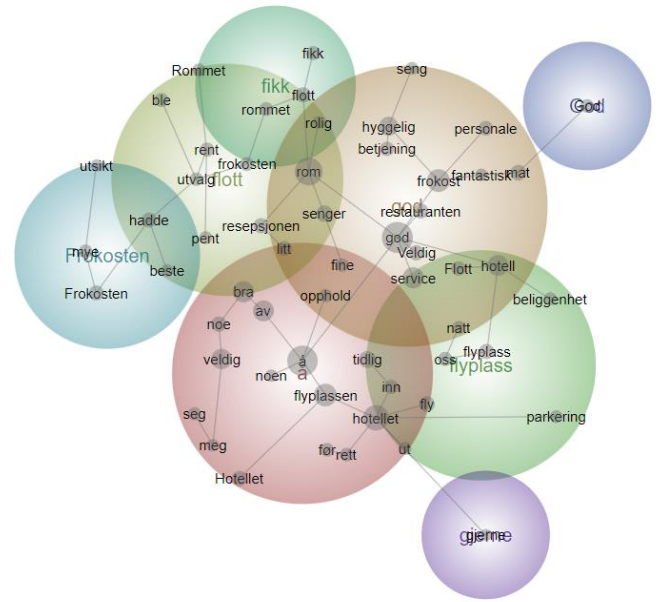 fikk
seng
Rommet
fikk
flott
ble
rommet
God
God
rolig
hyggelig
personale
rent
betjening
utsikt
frokosten
rom
mat
utvalg
flott
frokost
fantastisk
god
restauranten
senger
hadde
resepsjonen
pent
god
litt
mye
Frokosten
Veldig
fine
Flott
hotell
beste
service
Frokosten
bra
opphold
beliggenhet
av
noe
natt
veldig
å
a
tidlig
oss
flyplass
flyplass
noen
inn
flyplassen
fly
seg
hotellet
parkering
meg
før
rett
ut
Hotellet
gjerne
gjerne